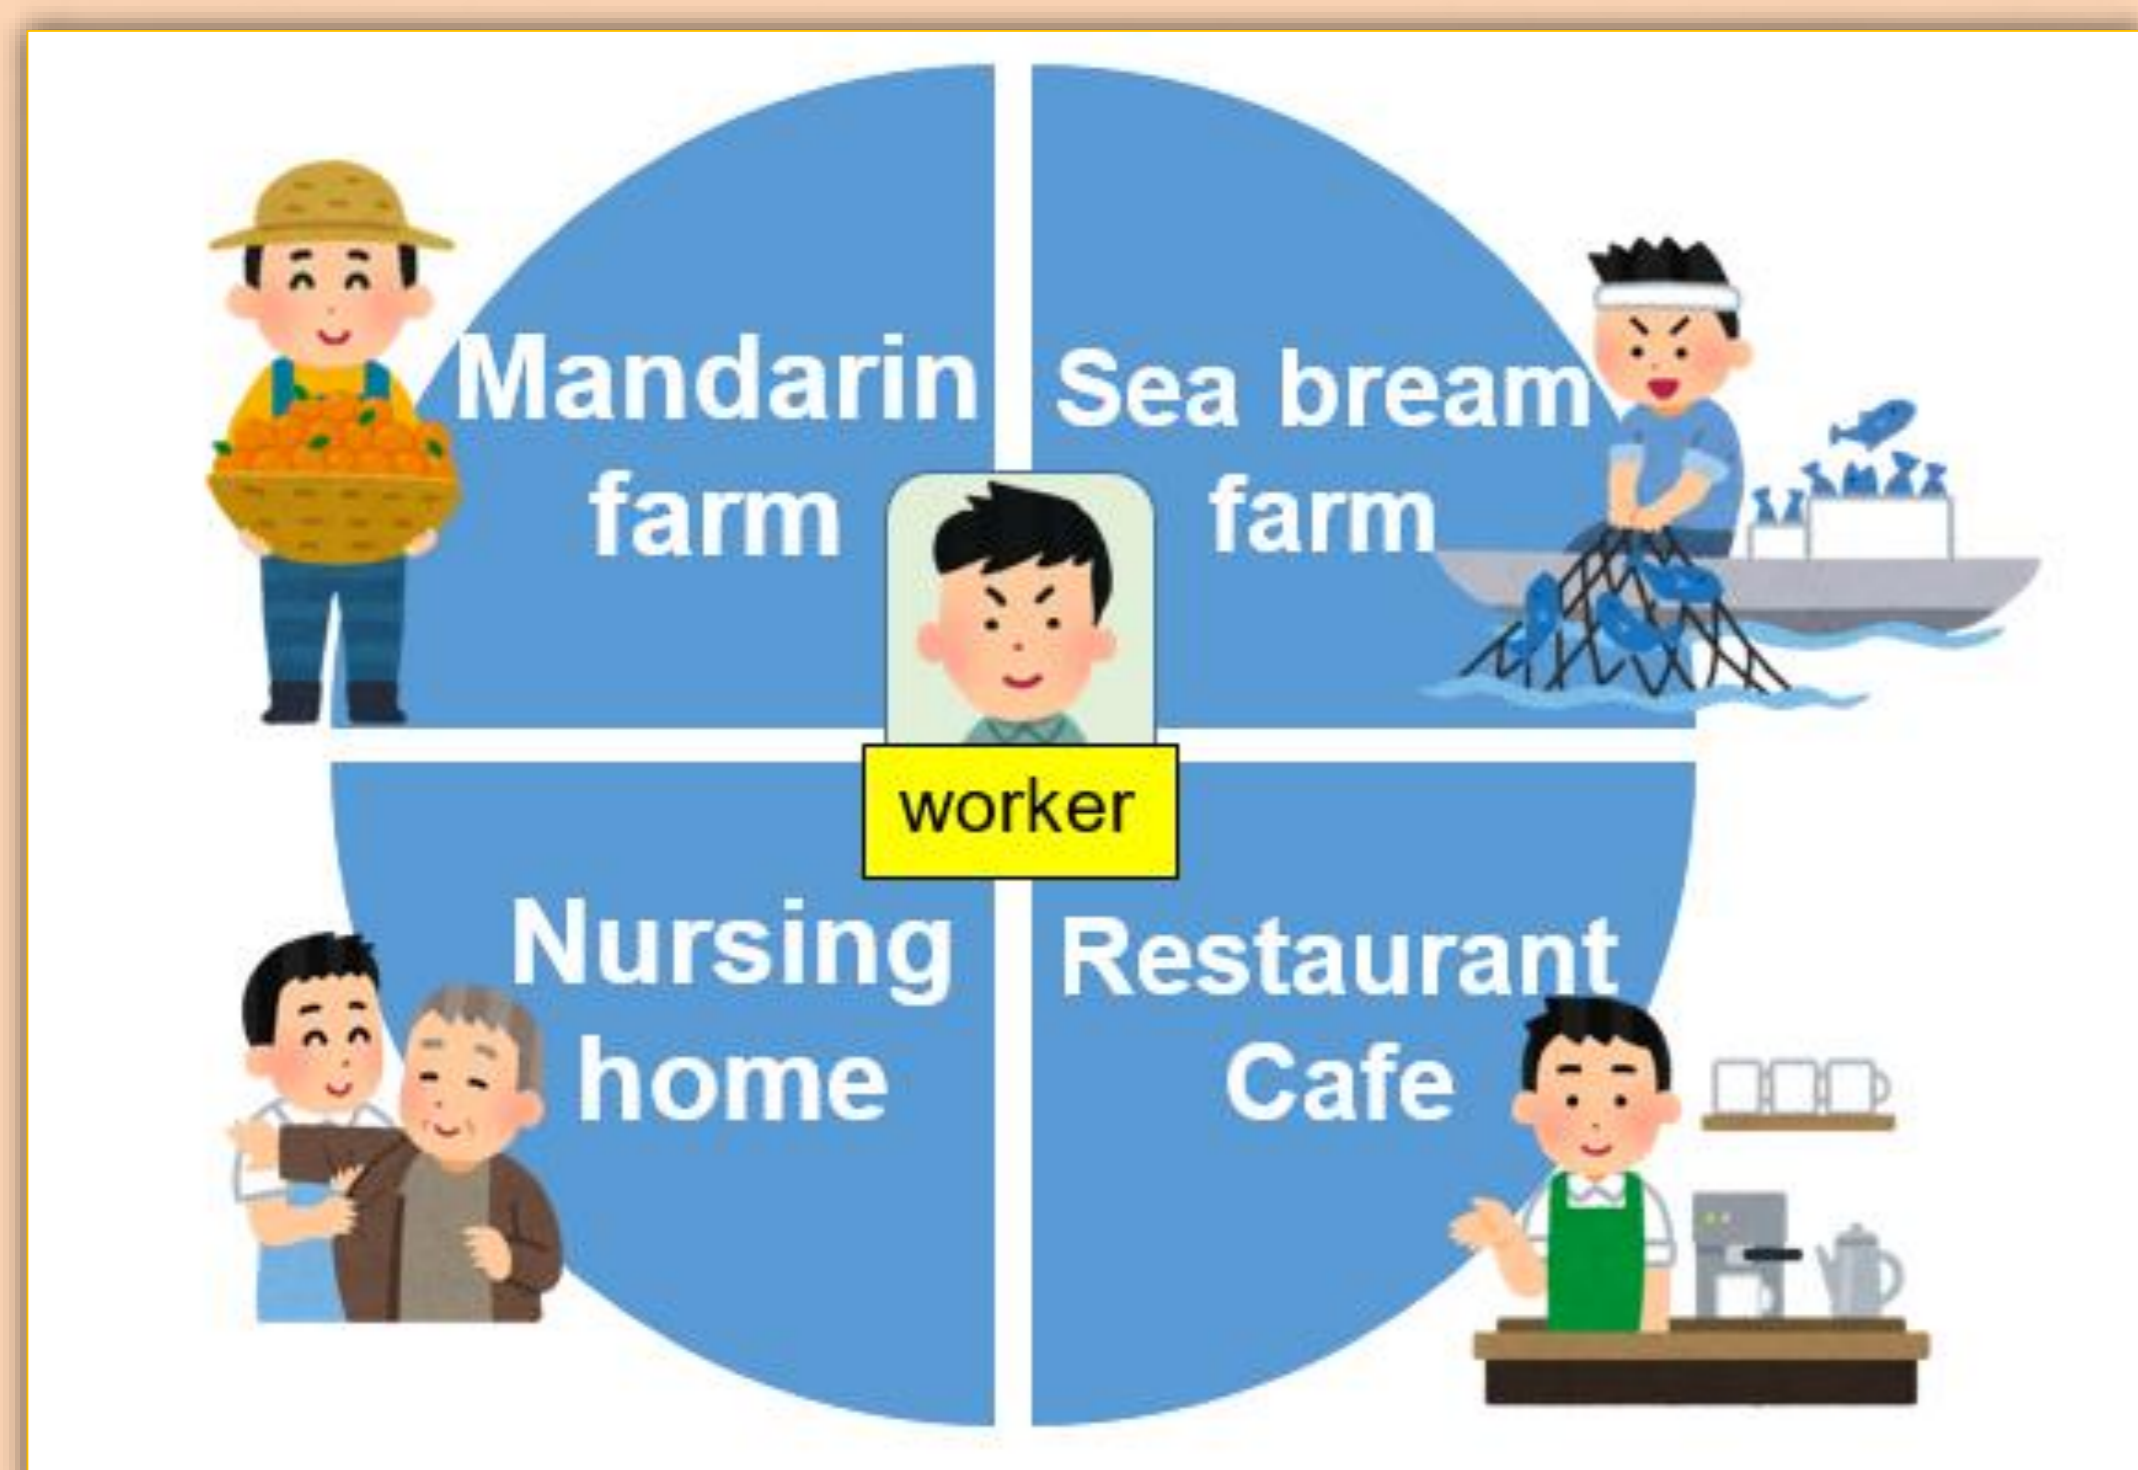 Mandarin
farm
Sea bream
farm
worker
Nursing
home
Restaurant
Cafe